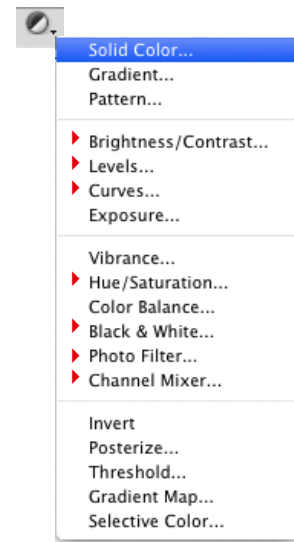 Solid Color...
Gradient...
Pattern...
Brightness/Contrast...
Levels...
Curves...
Exposure...
Vibrance...
Hue/Saturation...
Color Balance...
Black & White...
Photo Filter...
Channel Mixer...
Invert
Posterize...
Threshold...
Gradient Map...
Selective Color...